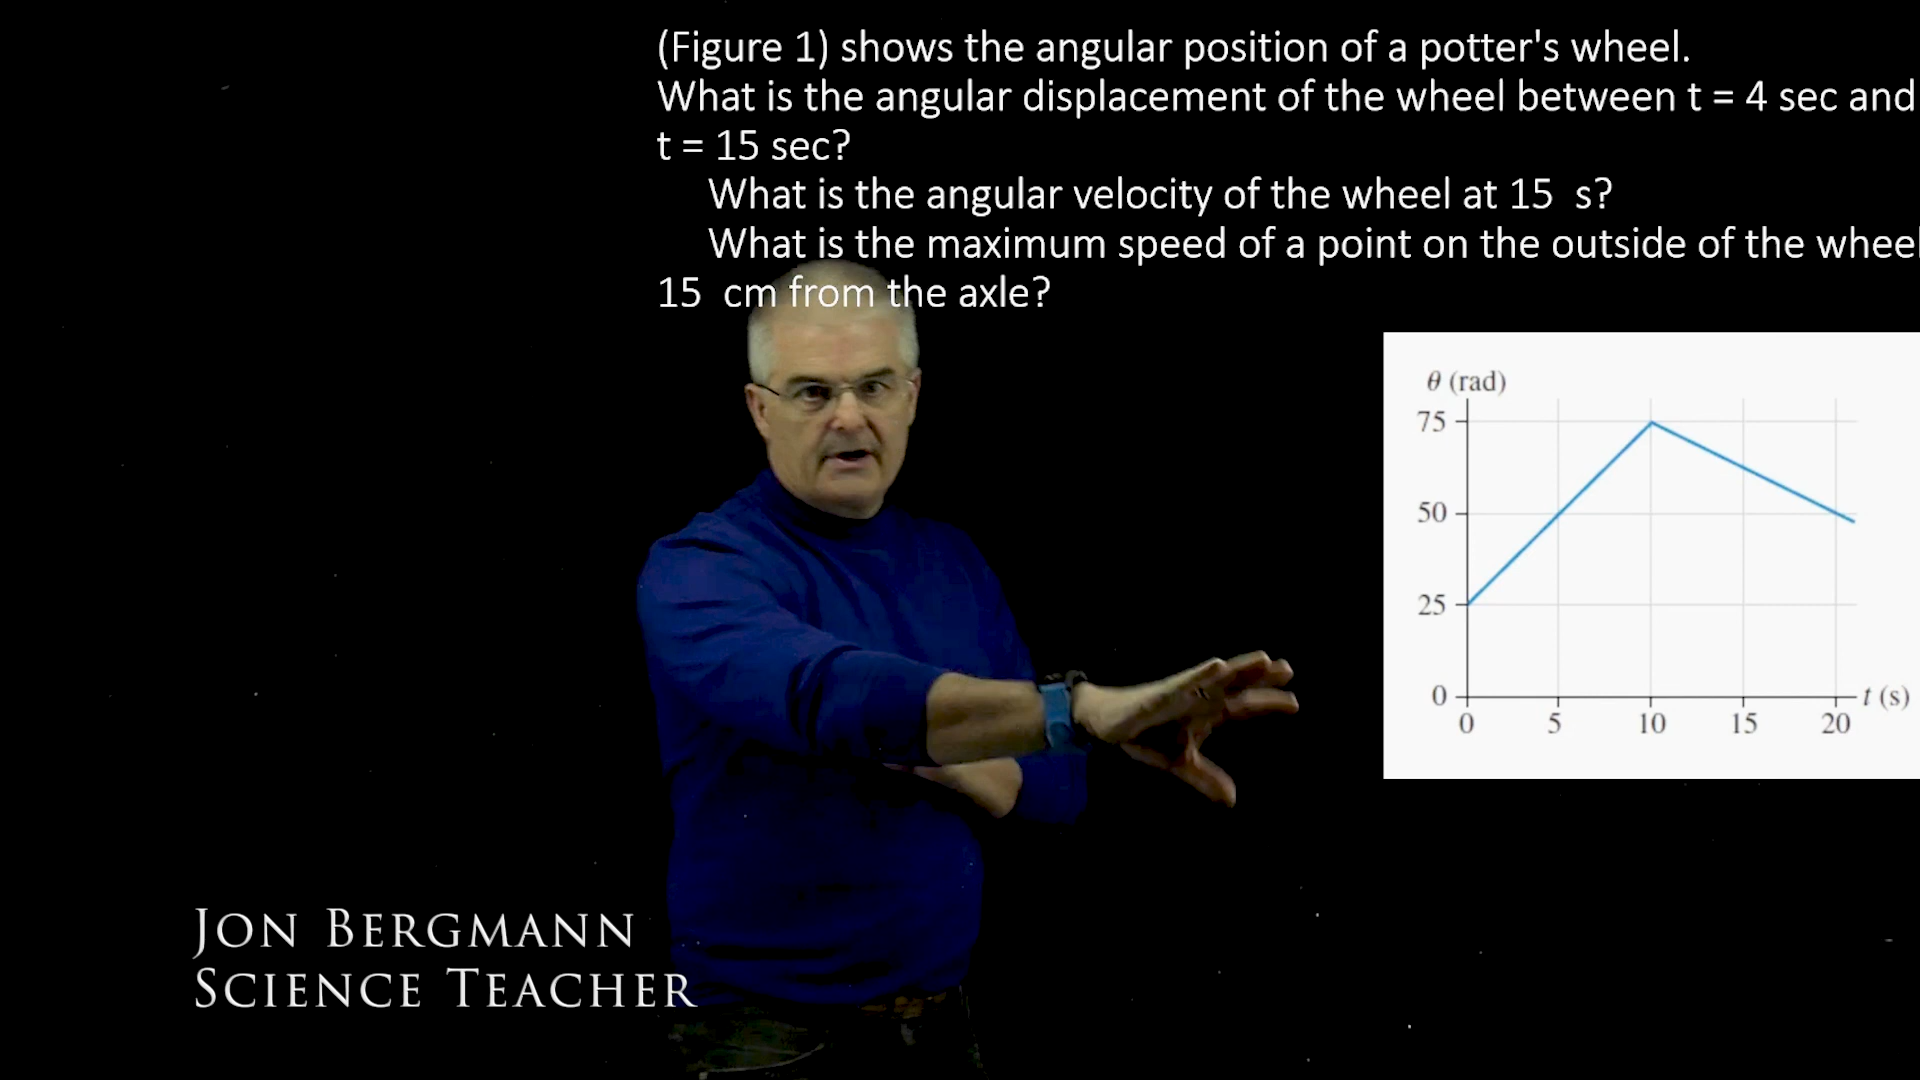 (Figure 1) shows the angular position of a potter's wheel.
What is the angular displacement of the wheel between t = 4 sec and
t = 15 sec?
What is the angular velocity of the wheel at 15 s?
What is the maximum speed of a point on the outside of the wheel
15 cm from the axle?
θ (rad)
75
50
25
0
0 5 10 15 20
t (s)
JON BERGMANN
SCIENCE TEACHER